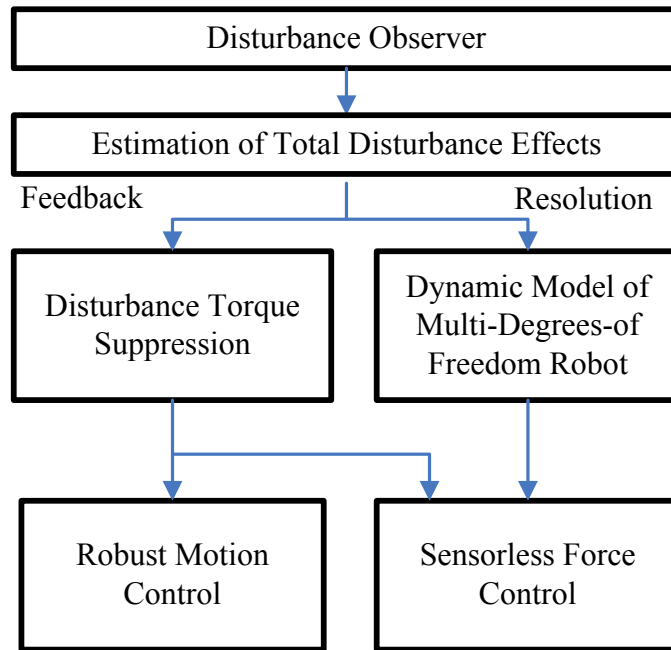 Disturbance Observer
Estimation of Total Disturbance Effects
Feedback
Resolution
Disturbance Torque
Suppression
Dynamic Model of
Multi-Degrees-of
Freedom Robot
Robust Motion
Control
Sensorless Force
Control